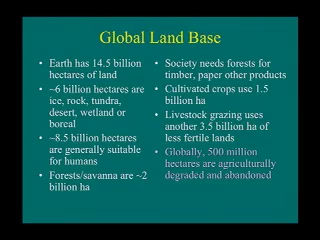 Global Land Base
• Earth has 14.5 billion
hectares of land
• ~6 billion hectares are
ice, rock, tundra,
desert, wetland or
boreal
• ~8.5 billion hectares
are generally suitable
for humans
• Forests/savanna are ~2
billion ha
• Society needs forests for
timber, paper other products
• Cultivated crops use 1.5
billion ha
• Livestock grazing uses
another 3.5 billion ha of
less fertile lands
• Globally, 500 million
hectares are agriculturally
degraded and abandoned